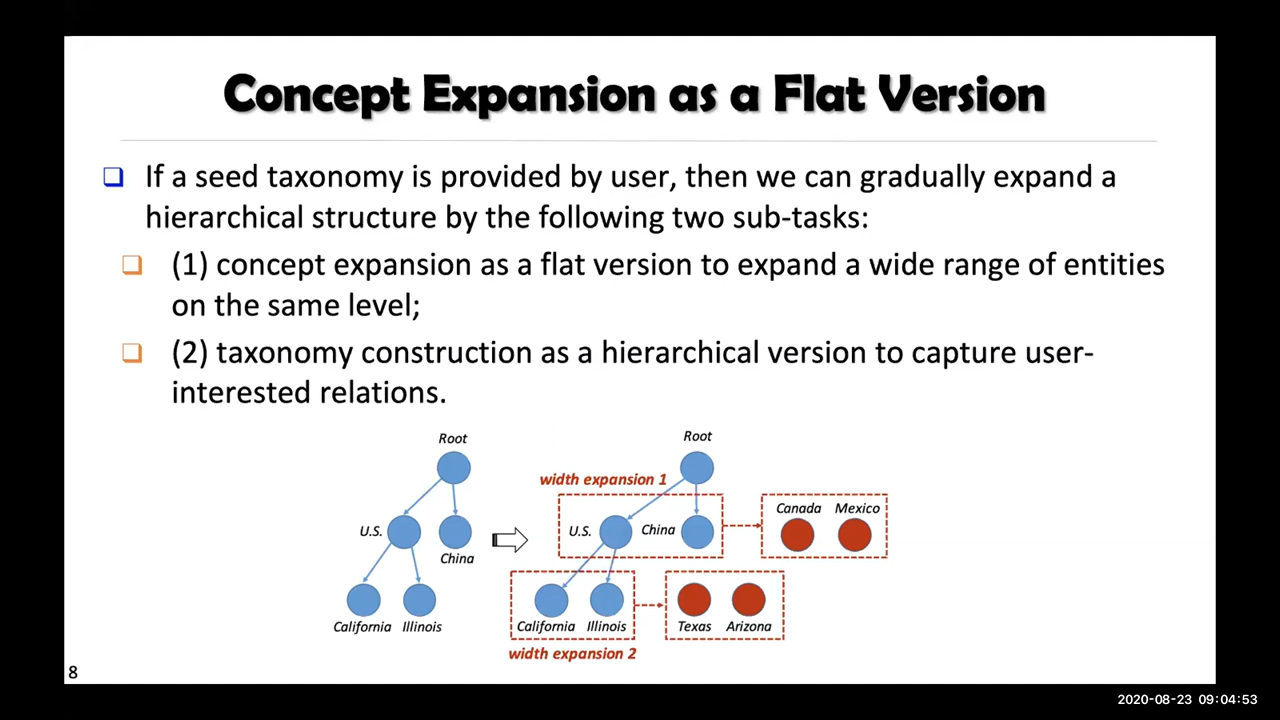 Concept Expansion as a Flat Version
If a seed taxonomy is provided by user, then we can gradually expand a
hierarchical structure by the following two sub-tasks:
(1) concept expansion as a flat version to expand a wide range of entities
on the same level;
(2) taxonomy construction as a hierarchical version to capture user-
interested relations.
Root
U.S.
China
California
Illinois
Root
width expansion 1
U.S.
China
Canada
Mexico
California
Illinois
Texas
Arizona
width expansion 2
8
2020-08-23 09:04:53